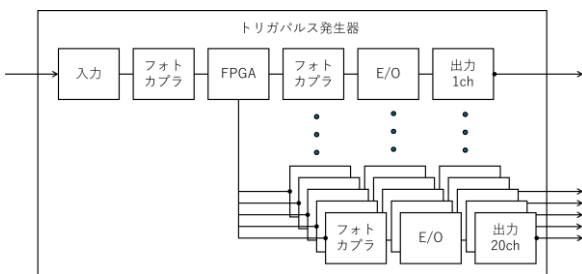 トリガパルス発生器
入力
フォト
カプラ
FPGA
フォト
カプラ
E/O
出力
1ch
フォト
カプラ
E/O
出力
20ch